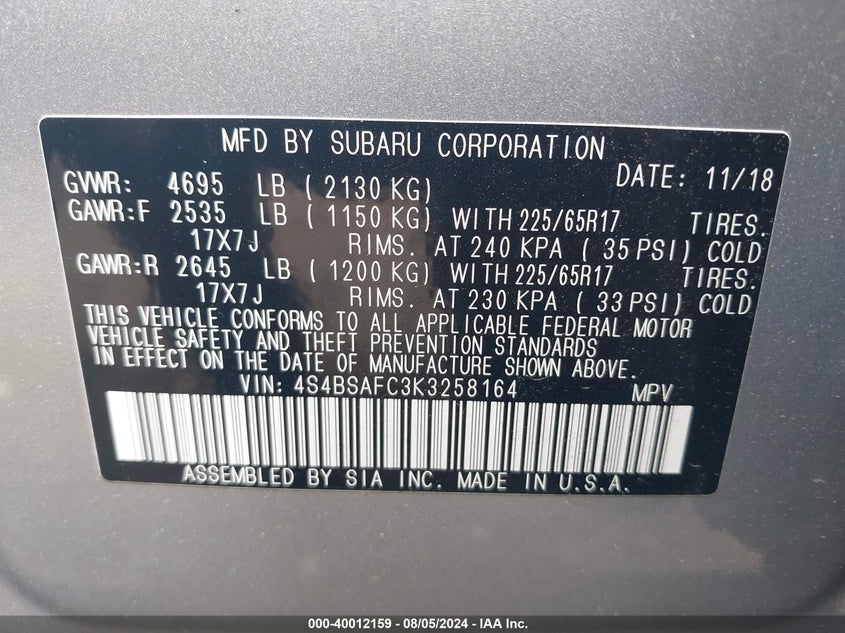 MFD BY SUBARU CORPORATION
DATE: 11/18
GVWR: 4695 LB ( 2130 KG)
GAWR:F 2535 LB ( 1150 KG) WITH 225/65R17 TIRES.
17X7J RIMS. AT 240 KPA ( 35 PSI) COLD
GAWR:R 2645 LB ( 1200 KG) WITH 225/65R17 TIRES.
17X7J RIMS. AT 230 KPA ( 33 PSI) COLD
THIS VEHICLE CONFORMS TO ALL APPLICABLE FEDERAL MOTOR
VEHICLE SAFETY AND THEFT PREVENTION STANDARDS
IN EFFECT ON THE DATE OF MANUFACTURE SHOWN ABOVE.
VIN: 4S4BSAFC3K3258164 MPV
ASSEMBLED BY SIA INC. MADE IN U.S.A.
000-40012159 - 08/05/2024 - IAA Inc.